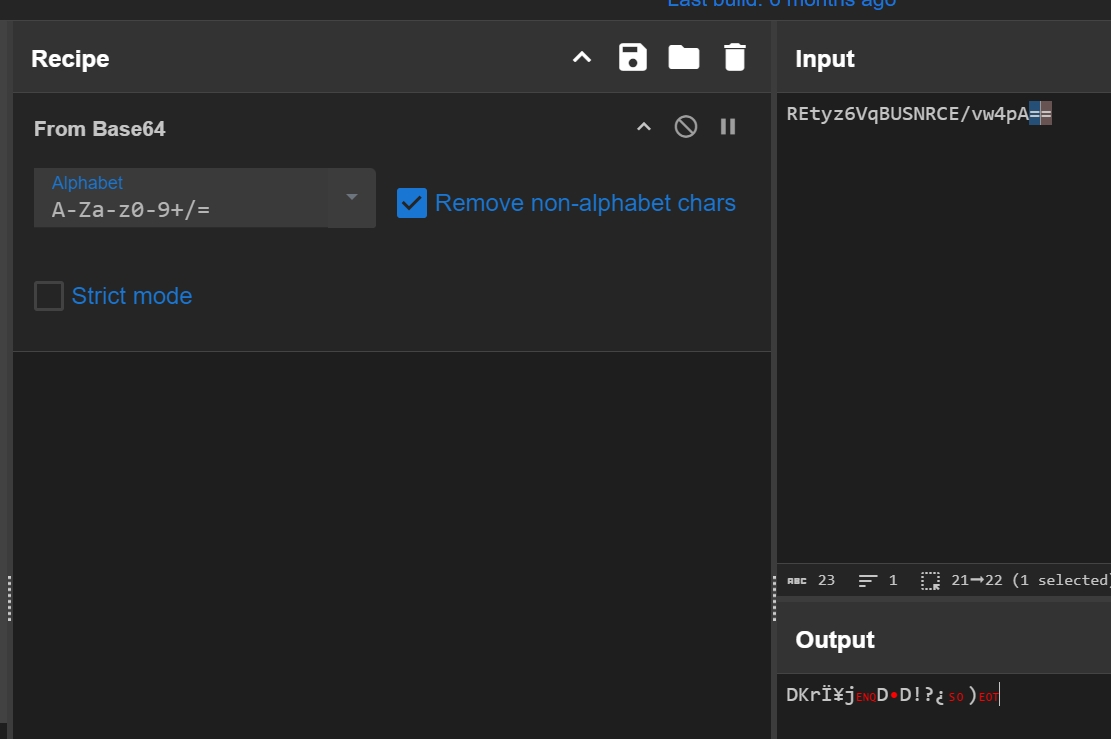 Last build: 6 months ago
Recipe
From Base64
Alphabet
A-Za-z0-9+/=
Remove non-alphabet chars
Strict mode
Input
REtyz6VqBUSNRCE/vw4pA==
ABC 23 1 21→22 (1 selected)
Output
DKrÏ¥jENQD•D!?¿SO)EOT